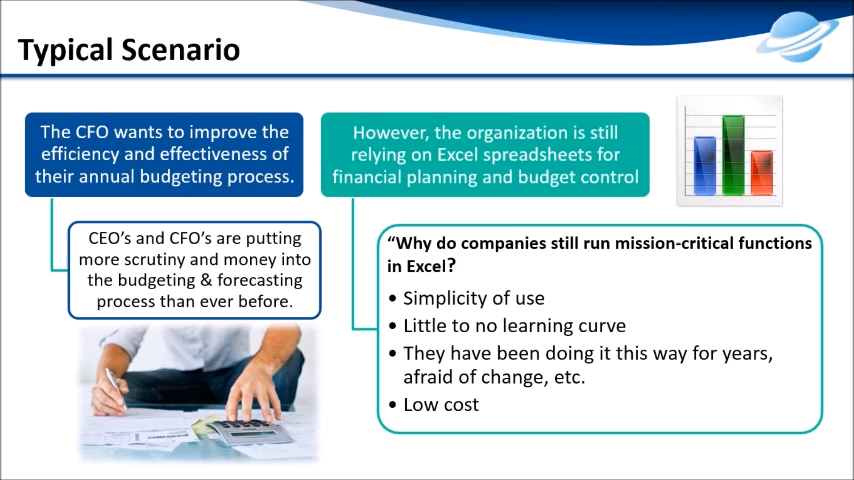 Typical Scenario
The CFO wants to improve the
efficiency and effectiveness of
their annual budgeting process.
However, the organization is still
relying on Excel spreadsheets for
financial planning and budget control
CEO’s and CFO’s are putting
more scrutiny and money into
the budgeting & forecasting
process than ever before.
“Why do companies still run mission-critical functions
in Excel?
• Simplicity of use
• Little to no learning curve
• They have been doing it this way for years,
afraid of change, etc.
• Low cost